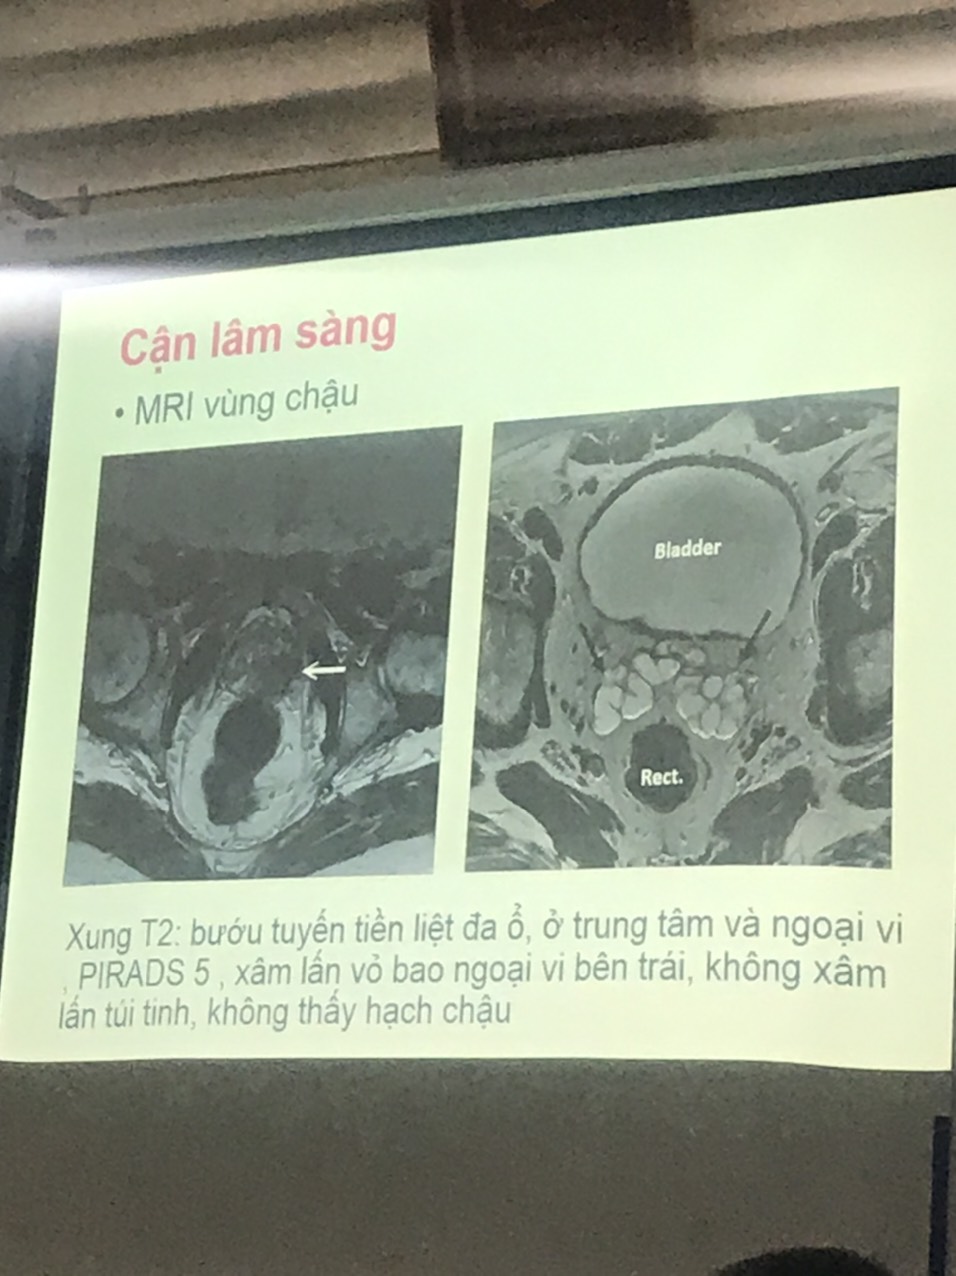 Cận lâm sàng
• MRI vùng chậu
Bladder
Rect.
Xung T2: bướu tuyến tiền liệt đa ổ, ở trung tâm và ngoại vi
, PIRADS 5 , xâm lấn vỏ bao ngoại vi bên trái, không xâm
lấn túi tinh, không thấy hạch chậu